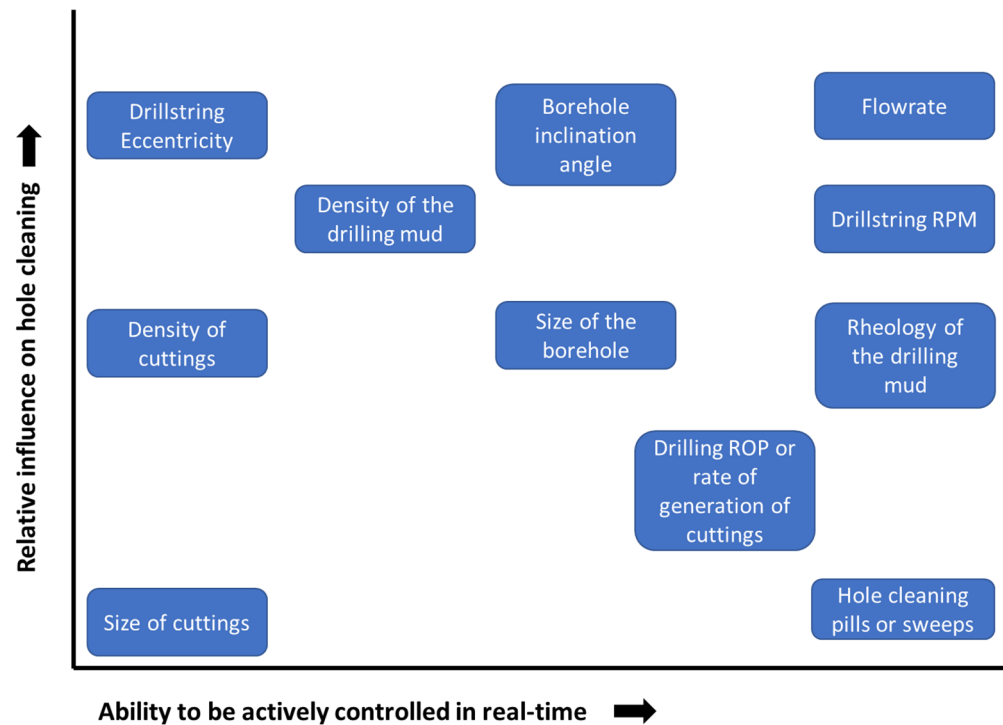 Relative influence on hole cleaning
Drillstring
Eccentricity
Borehole
inclination
angle
Flowrate
Density of the
drilling mud
Drillstring RPM
Density of
cuttings
Size of the
borehole
Rheology of
the drilling
mud
Drilling ROP or
rate of
generation of
cuttings
Size of cuttings
Hole cleaning
pills or sweeps
Ability to be actively controlled in real-time